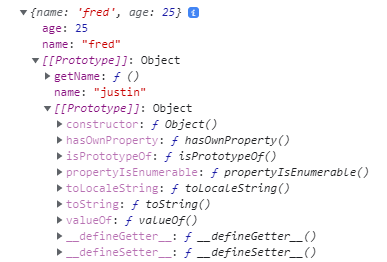 {name: 'fred', age: 25} i
age: 25
name: "fred"
[[Prototype]]: Object
getName: ƒ ()
name: "justin"
[[Prototype]]: Object
constructor: ƒ Object()
hasOwnProperty: ƒ hasOwnProperty()
isPrototypeOf: ƒ isPrototypeOf()
propertyIsEnumerable: ƒ propertyIsEnumerable()
toLocaleString: ƒ toLocaleString()
toString: ƒ toString()
valueOf: ƒ valueOf()
__defineGetter__: ƒ __defineGetter__()
__defineSetter__: ƒ __defineSetter__()